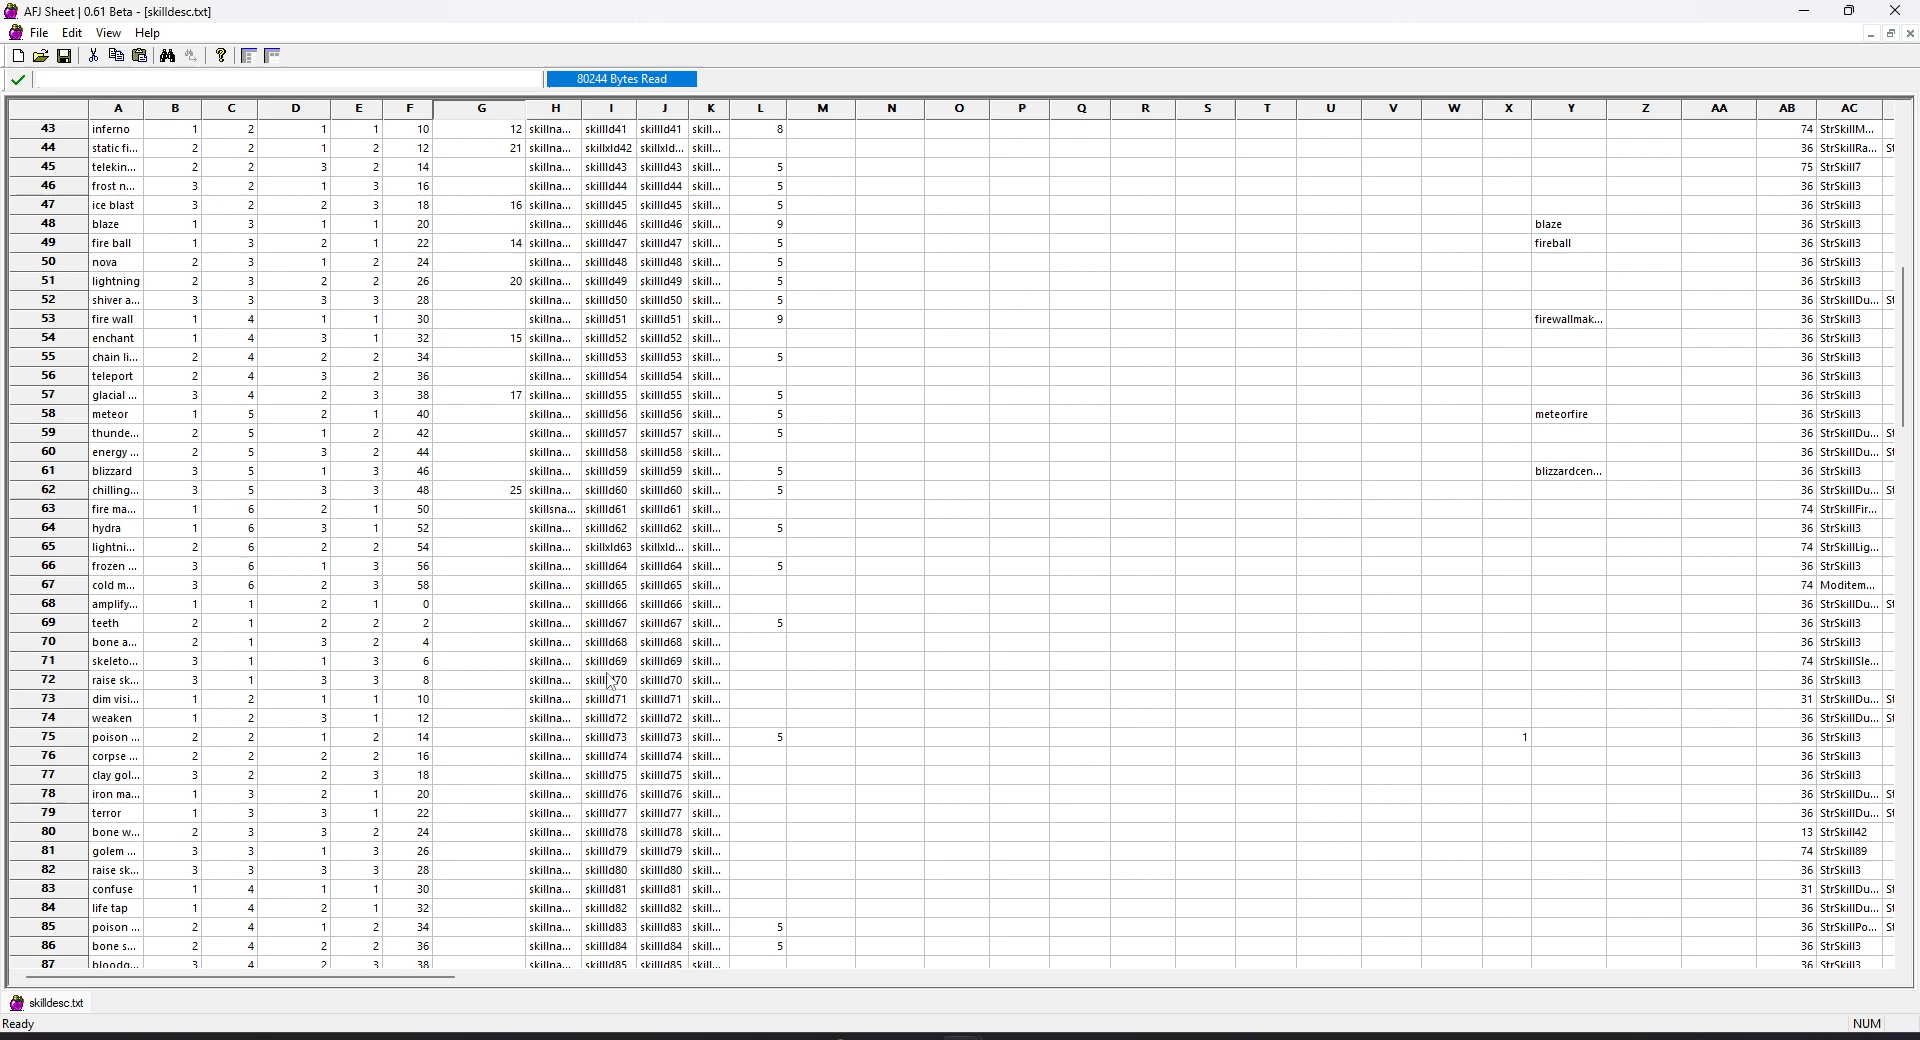 AFJ Sheet | 0.61 Beta - [skilldesc.txt]
File Edit View Help
80244 Bytes Read
A B C D E F G H I J K L M N O P Q R S T U V W X Y Z AA AB AC
43 inferno 1 2 1 1 10 12 skillna... skillld41 skillld41 skill... 8 74 StrSkillM...
44 static fi... 2 2 1 2 12 21 skillna... skillxld42 skillxld... skill... 36 StrSkillRa... St
45 telekin... 2 2 3 2 14 skillna... skillld43 skillld43 skill... 5 75 StrSkill7
46 frost n... 3 2 1 3 16 skillna... skillld44 skillld44 skill... 5 36 StrSkill3
47 ice blast 3 2 2 3 18 16 skillna... skillld45 skillld45 skill... 5 36 StrSkill3
48 blaze 1 3 1 1 20 skillna... skillld46 skillld46 skill... 9 blaze 36 StrSkill3
49 fire ball 1 3 2 1 22 14 skillna... skillld47 skillld47 skill... 5 fireball 36 StrSkill3
50 nova 2 3 1 2 24 skillna... skillld48 skillld48 skill... 5 36 StrSkill3
51 lightning 2 3 2 2 26 20 skillna... skillld49 skillld49 skill... 5 36 StrSkill3
52 shiver a... 3 3 3 3 28 skillna... skillld50 skillld50 skill... 5 36 StrSkillDu... St
53 fire wall 1 4 1 1 30 skillna... skillld51 skillld51 skill... 9 firewallmak... 36 StrSkill3
54 enchant 1 4 3 1 32 15 skillna... skillld52 skillld52 skill... 36 StrSkill3
55 chain li... 2 4 2 2 34 skillna... skillld53 skillld53 skill... 5 36 StrSkill3
56 teleport 2 4 3 2 36 skillna... skillld54 skillld54 skill... 36 StrSkill3
57 glacial ... 3 4 2 3 38 17 skillna... skillld55 skillld55 skill... 5 36 StrSkill3
58 meteor 1 5 2 1 40 skillna... skillld56 skillld56 skill... 5 meteorfire 36 StrSkill3
59 thunde... 2 5 1 2 42 skillna... skillld57 skillld57 skill... 5 36 StrSkillDu... St
60 energy ... 2 5 3 2 44 skillna... skillld58 skillld58 skill... 36 StrSkillDu... St
61 blizzard 3 5 1 3 46 skillna... skillld59 skillld59 skill... 5 blizzardcen... 36 StrSkill3
62 chilling... 3 5 3 3 48 25 skillna... skillld60 skillld60 skill... 5 36 StrSkillDu... St
63 fire ma... 1 6 2 1 50 skillsna... skillld61 skillld61 skill... 74 StrSkillFir...
64 hydra 1 6 3 1 52 skillna... skillld62 skillld62 skill... 5 36 StrSkill3
65 lightni... 2 6 2 2 54 skillna... skillxld63 skillxld... skill... 74 StrSkillLig...
66 frozen ... 3 6 1 3 56 skillna... skillld64 skillld64 skill... 5 36 StrSkill3
67 cold m... 3 6 2 3 58 skillna... skillld65 skillld65 skill... 74 Moditem...
68 amplify... 1 1 2 1 0 skillna... skillld66 skillld66 skill... 36 StrSkillDu... St
69 teeth 2 1 2 2 2 skillna... skillld67 skillld67 skill... 5 36 StrSkill3
70 bone a... 2 1 3 2 4 skillna... skillld68 skillld68 skill... 36 StrSkill3
71 skeleto... 3 1 1 3 6 skillna... skillld69 skillld69 skill... 74 StrSkillSle...
72 raise sk... 3 1 3 3 8 skillna... skillld70 skillld70 skill... 36 StrSkill3
73 dim visi... 1 2 1 1 10 skillna... skillld71 skillld71 skill... 31 StrSkillDu... St
74 weaken 1 2 3 1 12 skillna... skillld72 skillld72 skill... 36 StrSkillDu... St
75 poison ... 2 2 1 2 14 skillna... skillld73 skillld73 skill... 5 1 36 StrSkill3
76 corpse ... 2 2 2 2 16 skillna... skillld74 skillld74 skill... 36 StrSkill3
77 clay gol... 3 2 2 3 18 skillna... skillld75 skillld75 skill... 36 StrSkill3
78 iron ma... 1 3 2 1 20 skillna... skillld76 skillld76 skill... 36 StrSkillDu... St
79 terror 1 3 3 1 22 skillna... skillld77 skillld77 skill... 36 StrSkillDu... St
80 bone w... 2 3 3 2 24 skillna... skillld78 skillld78 skill... 13 StrSkill42
81 golem ... 3 3 1 3 26 skillna... skillld79 skillld79 skill... 74 StrSkill89
82 raise sk... 3 3 3 3 28 skillna... skillld80 skillld80 skill... 36 StrSkill3
83 confuse 1 4 1 1 30 skillna... skillld81 skillld81 skill... 31 StrSkillDu... St
84 life tap 1 4 2 1 32 skillna... skillld82 skillld82 skill... 36 StrSkillDu... St
85 poison ... 2 4 1 2 34 skillna... skillld83 skillld83 skill... 5 36 StrSkillPo... St
86 bone s... 2 4 2 2 36 skillna... skillld84 skillld84 skill... 5 36 StrSkill3
87 bloodg... 3 4 2 3 38 skillna... skillld85 skillld85 skill... 36 StrSkill3
skilldesc.txt
Ready NUM